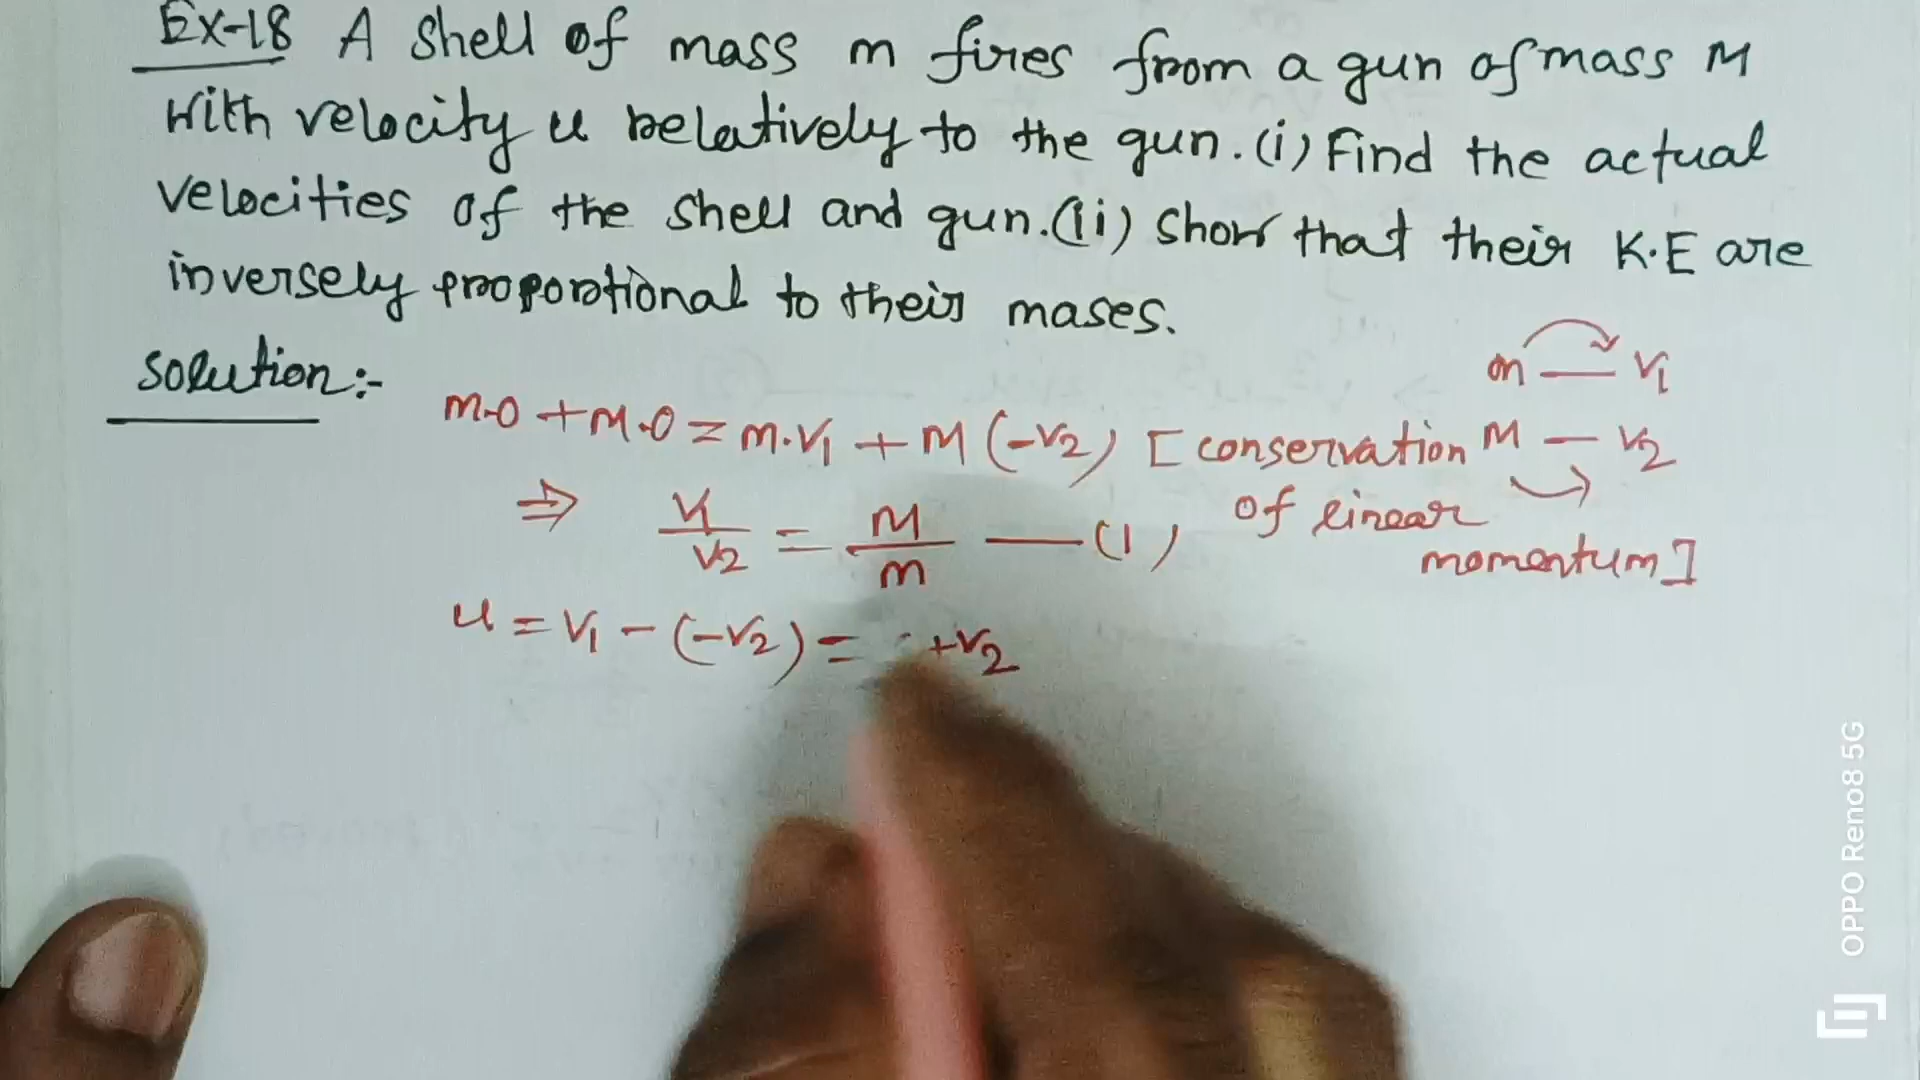 Ex-18 A shell of mass m fires from a gun of mass M
with velocity u relatively to the gun. (i) Find the actual
velocities of the shell and gun. (ii) Show that their K.E are
inversely proportional to their mases.
Solution:-
m → v₁
m.0 + M.0 = m.v₁ + M (-v₂) [conservation M — v₂
⇒ v₁/v₂ = M/m — (1) of linear
momentum]
u = v₁ - (-v₂) = +v₂
OPPO Reno8 5G